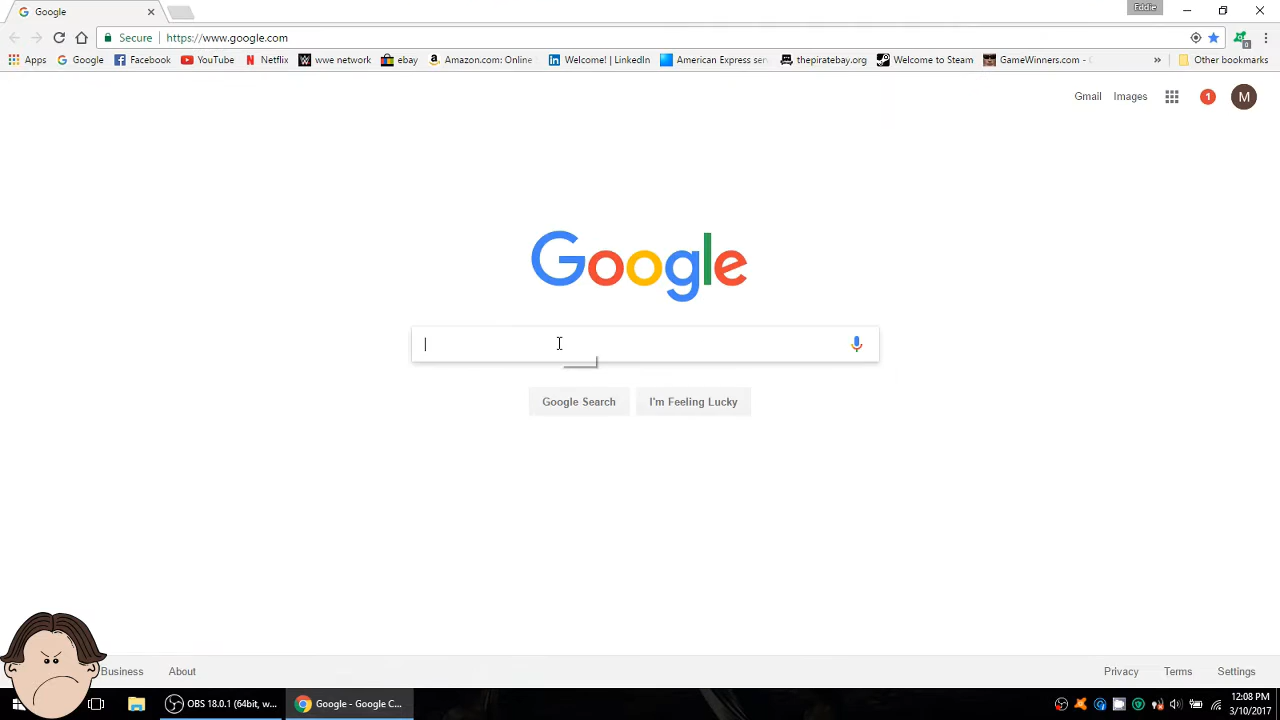 Google
Eddie
Secure https://www.google.com
Apps Google Facebook YouTube Netflix wwe network ebay Amazon.com: Online Welcome! | LinkedIn American Express ser thepiratebay.org Welcome to Steam GameWinners.com - » Other bookmarks
Gmail Images 1 M
Google
Google Search I'm Feeling Lucky
Business About Privacy Terms Settings
OBS 18.0.1 (64bit, w... Google - Google C... 12:08 PM
3/10/2017